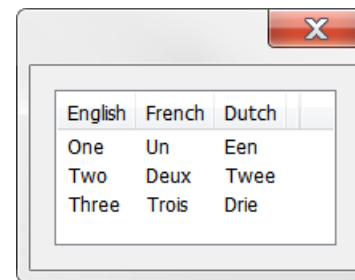 English French Dutch
One Un Een
Two Deux Twee
Three Trois Drie